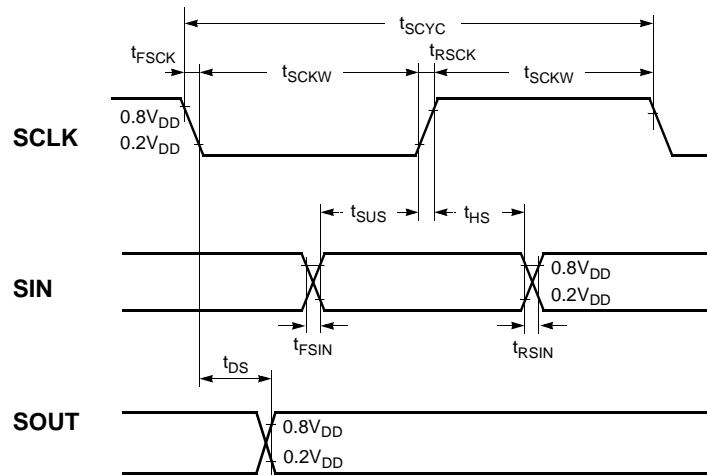 tSCYC
tFSCK tRSCK
tSCKW tSCKW
0.8VDD
SCLK
0.2VDD
tSUS tHS
0.8VDD
SIN
0.2VDD
tFSIN tRSIN
tDS
SOUT
0.8VDD
0.2VDD